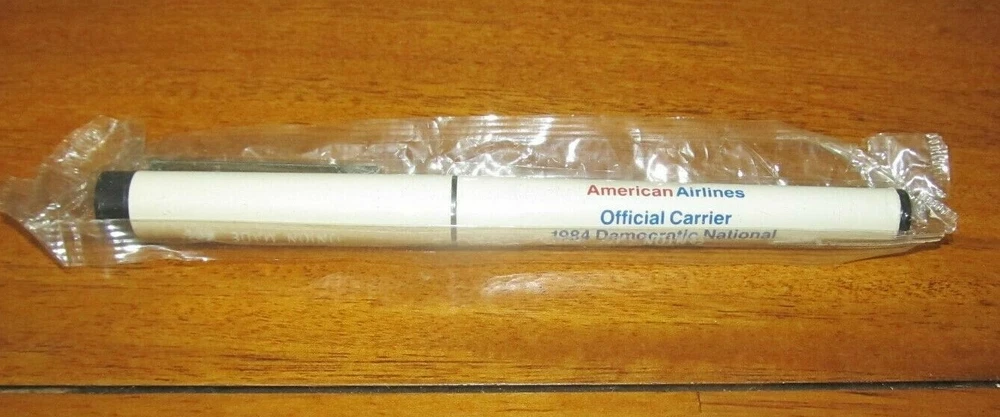 American Airlines
Official Carrier
1984 Democratic National